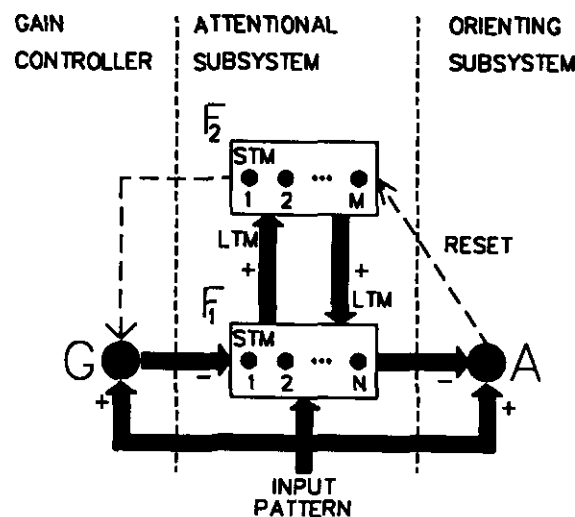 GAIN CONTROLLER
ATTENTIONAL SUBSYSTEM
ORIENTING SUBSYSTEM
F2
STM
1 2 ... M
LTM
+
+
LTM
RESET
F1
STM
1 2 ... N
G
-
-
A
+
+
INPUT PATTERN